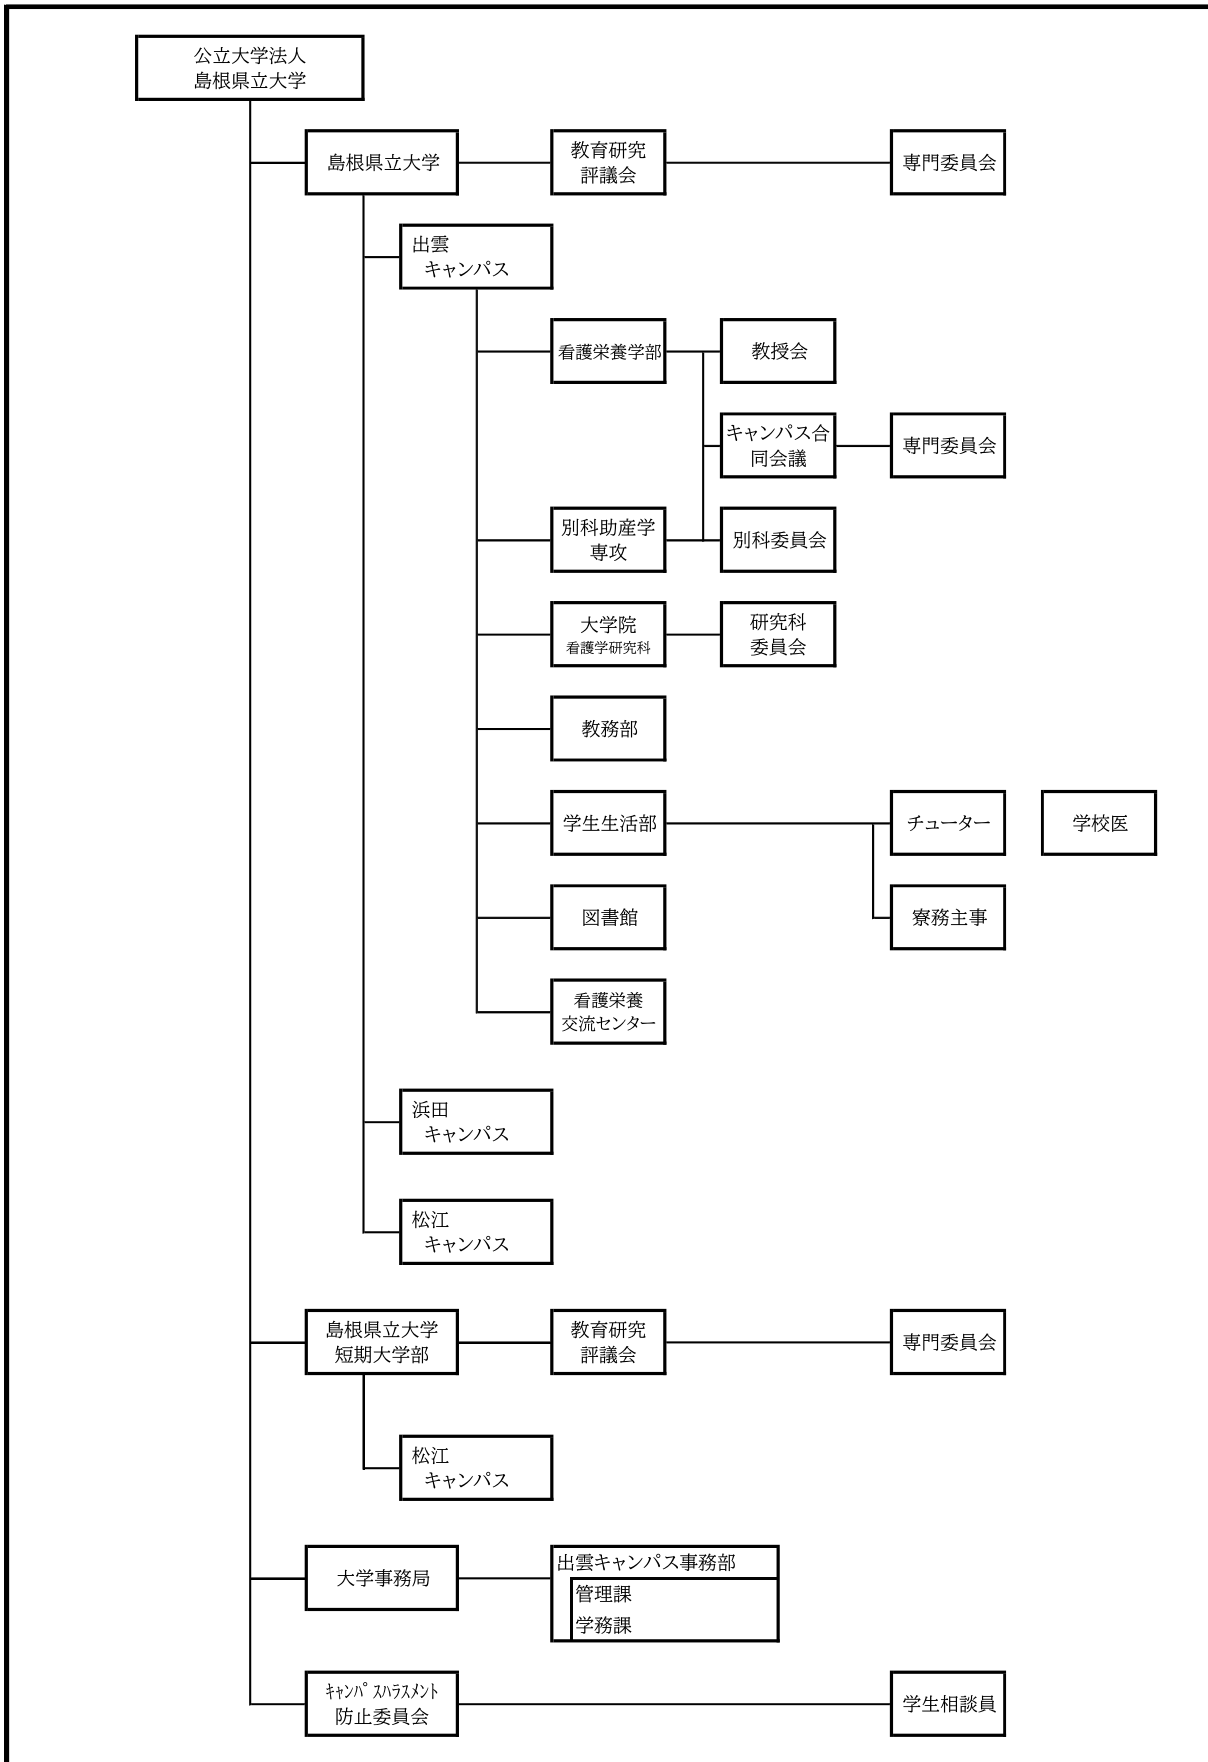 公立大学法人
島根県立大学
島根県立大学
教育研究
評議会
専門委員会
出雲
キャンパス
看護栄養学部
教授会
キャンパス合
同会議
専門委員会
別科助産学
専攻
別科委員会
大学院
看護学研究科
研究科
委員会
教務部
学生生活部
チューター
学校医
図書館
寮務主事
看護栄養
交流センター
浜田
キャンパス
松江
キャンパス
島根県立大学
短期大学部
教育研究
評議会
専門委員会
松江
キャンパス
大学事務局
出雲キャンパス事務部
管理課
学務課
ｷｬﾝﾊﾟｽﾊﾗｽﾒﾝﾄ
防止委員会
学生相談員